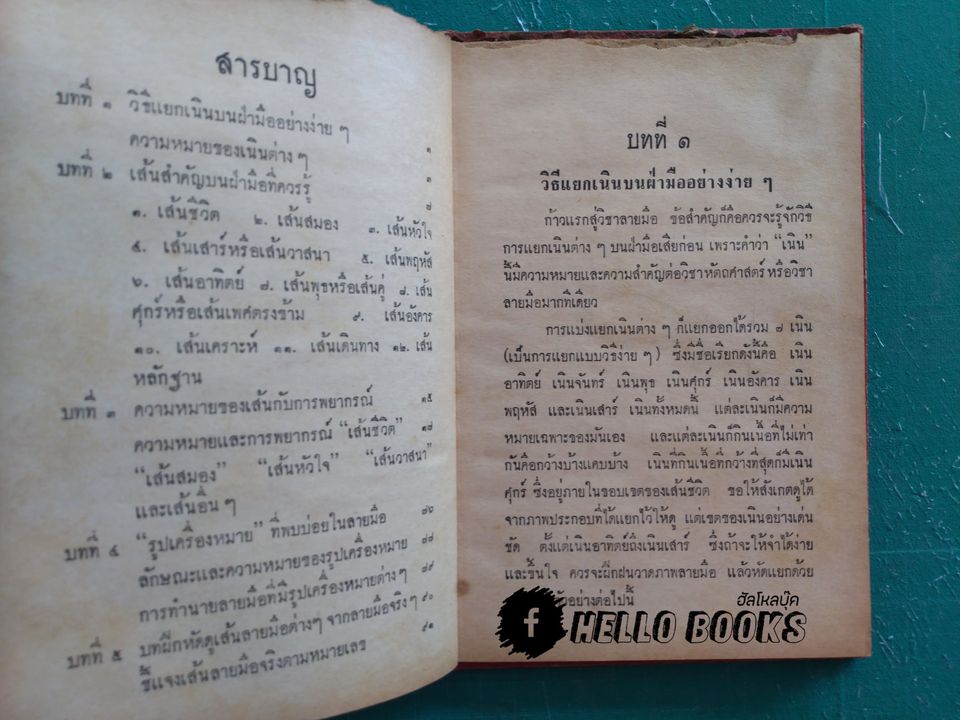 สารบาญ
บทที่ ๑ วิธีแยกเนินบนฝ่ามืออย่างง่าย ๆ ๑
ความหมายของเนินต่าง ๆ ๓
บทที่ ๒ เส้นสำคัญบนฝ่ามือที่ควรรู้ ๗
๑. เส้นชีวิต ๒. เส้นสมอง ๓. เส้นหัวใจ
๔. เส้นเสาร์หรือเส้นวาสนา ๕. เส้นพฤหัส
๖. เส้นอาทิตย์ ๗. เส้นพุธหรือเส้นคู่ ๘. เส้น
ศุกร์หรือเส้นเพศตรงข้าม ๙. เส้นอังคาร
๑๐. เส้นเคราะห์ ๑๑. เส้นเดินทาง ๑๒. เส้น
หลักฐาน
บทที่ ๓ ความหมายของเส้นกับการพยากรณ์ ๑๕
ความหมายและการพยากรณ์ “เส้นชีวิต” ๑๗
“เส้นสมอง” “เส้นหัวใจ” “เส้นวาสนา”
และเส้นอื่น ๆ
บทที่ ๔ “รูปเครื่องหมาย” ที่พบบ่อยในลายมือ ๘๖
ลักษณะและความหมายของรูปเครื่องหมาย ๘๘
การทำนายลายมือที่มีรูปเครื่องหมายต่าง ๆ ๘๙
บทที่ ๕ บทฝึกหัดดูเส้นลายมือต่างๆ จากลายมือจริงๆ ๙๐
ชี้แจงเส้นลายมือจริงตามหมายเลข ๙๑
บทที่ ๑
วิธีแยกเนินบนฝ่ามืออย่างง่าย ๆ
ก้าวแรกสู่วิชาลายมือ ข้อสำคัญก็คือควรจะรู้จักวิธี
การแยกเนินต่าง ๆ บนฝ่ามือเสียก่อน เพราะคำว่า “เนิน”
นี้มีความหมายและความสำคัญต่อวิชาหัตถศาสตร์ หรือวิชา
ลายมือมากทีเดียว
การแบ่งแยกเนินต่าง ๆ ก็แยกออกได้รวม ๗ เนิน
(เป็นการแยกแบบวิธีง่าย ๆ) ซึ่งมีชื่อเรียกดังนี้คือ เนิน
อาทิตย์ เนินจันทร์ เนินพุธ เนินศุกร์ เนินอังคาร เนิน
พฤหัส และเนินเสาร์ เนินทั้งหมดนี้ แต่ละเนินก็มีความ
หมายเฉพาะของมันเอง และแต่ละเนินก็กินเนื้อที่ไม่เท่า
กันคือกว้างบ้างแคบบ้าง เนินที่กินเนื้อที่กว้างที่สุดก็มีเนิน
ศุกร์ ซึ่งอยู่ภายในขอบเขตของเส้นชีวิต ขอให้สังเกตดูได้
จากภาพประกอบที่ได้แยกไว้ให้ดู แต่เขตของเนินอย่างเด่น
ชัด ตั้งแต่เนินอาทิตย์ถึงเนินเสาร์ ซึ่งถ้าจะให้จำได้ง่าย
และขึ้นใจ ควรจะฝึกฝนวาดภาพลายมือ แล้วหัดแยกด้วย
ตัวอย่างต่อไปนี้
ฮัลโหลบุ๊ค
f HELLO BOOKS